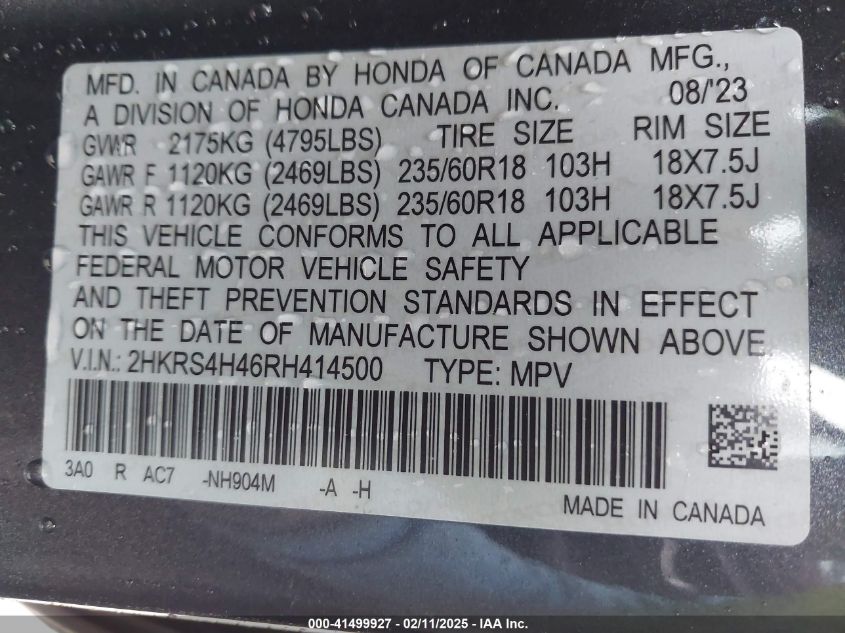 MFD. IN CANADA BY HONDA OF CANADA MFG.,
A DIVISION OF HONDA CANADA INC. 08/'23
GVWR 2175KG (4795LBS) TIRE SIZE RIM SIZE
GAWR F 1120KG (2469LBS) 235/60R18 103H 18X7.5J
GAWR R 1120KG (2469LBS) 235/60R18 103H 18X7.5J
THIS VEHICLE CONFORMS TO ALL APPLICABLE
FEDERAL MOTOR VEHICLE SAFETY
AND THEFT PREVENTION STANDARDS IN EFFECT
ON THE DATE OF MANUFACTURE SHOWN ABOVE.
V.I.N.: 2HKRS4H46RH414500 TYPE: MPV
3A0 R AC7 -NH904M -A -H
MADE IN CANADA
000-41499927 - 02/11/2025 - IAA Inc.